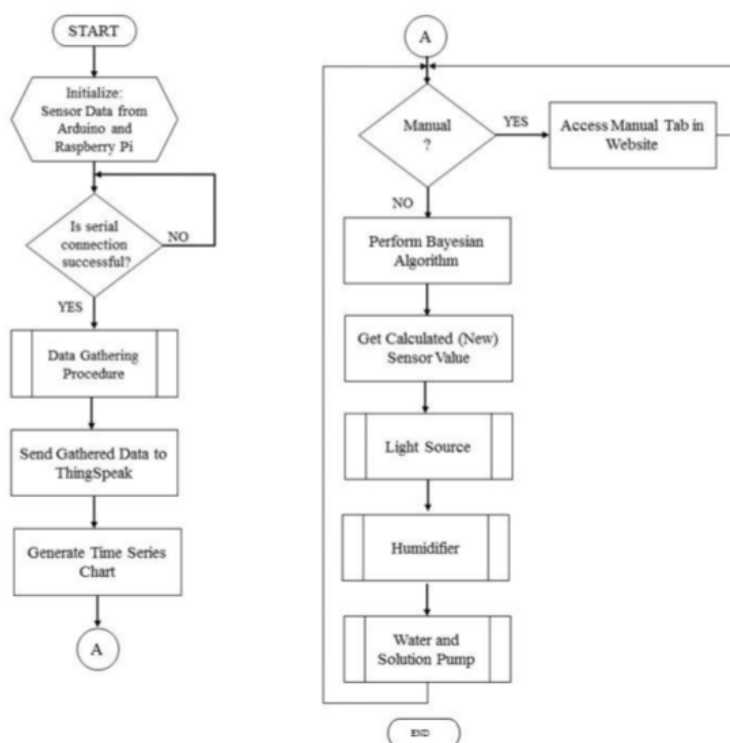 START
Initialize:
Sensor Data from
Arduino and
Raspberry Pi
Is serial
connection
successful?
NO
YES
Data Gathering
Procedure
Send Gathered Data to
ThingSpeak
Generate Time Series
Chart
A
A
Manual
?
YES
Access Manual Tab in
Website
NO
Perform Bayesian
Algorithm
Get Calculated (New)
Sensor Value
Light Source
Humidifier
Water and
Solution Pump
END